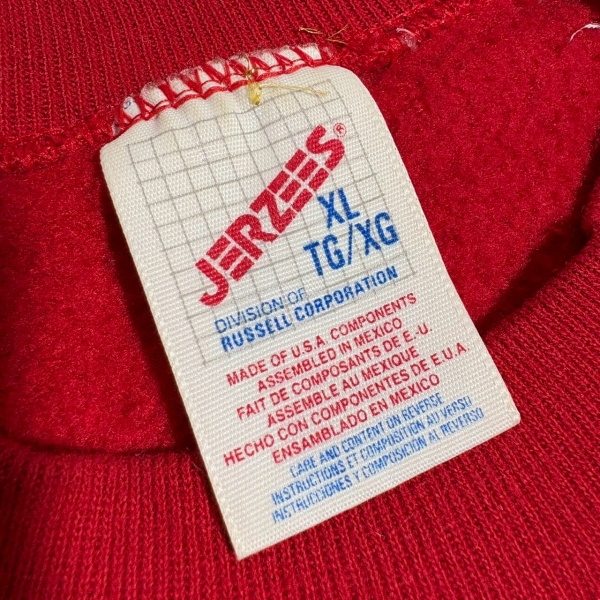 JERZEES®
XL
TG/XG
DIVISION OF
RUSSELL CORPORATION
MADE OF U.S.A. COMPONENTS
ASSEMBLED IN MEXICO
FAIT DE COMPOSANTS DE E.-U.
ASSEMBLE AU MEXIQUE
HECHO CON COMPONENTES DE E.U.A.
ENSAMBLADO EN MEXICO
CARE AND CONTENT ON REVERSE
INSTRUCTIONS ET COMPOSITION AU VERSO
INSTRUCCIONES Y COMPOSICIÓN AL REVERSO